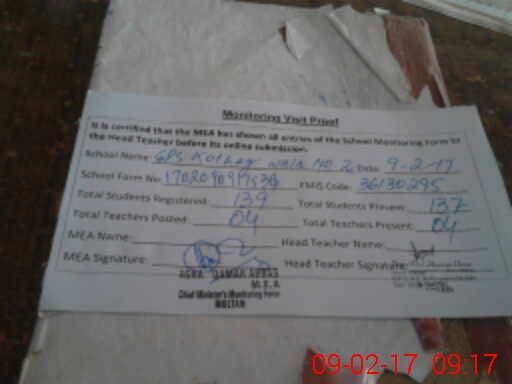 Monitoring Visit Proof
It is certified that the MEA has shown all entries of the School Monitoring Form to
the Head Teacher before its online submission.
School Name GPS Kothay wala NO 2 Date: 9-2-17
School Form No EMIS Code: 36130295
Total Students Registered: 139 Total Students Present: 137
Total Teachers Posted: 04 Total Teachers Present: 04
MEA Name: Head Teacher Name:
MEA Signature: Head Teacher Signature:
AGHA QAMAR ABBAS
M.E.A
Chief Minister's Monitoring Force
MULTAN
09-02-17 09:17